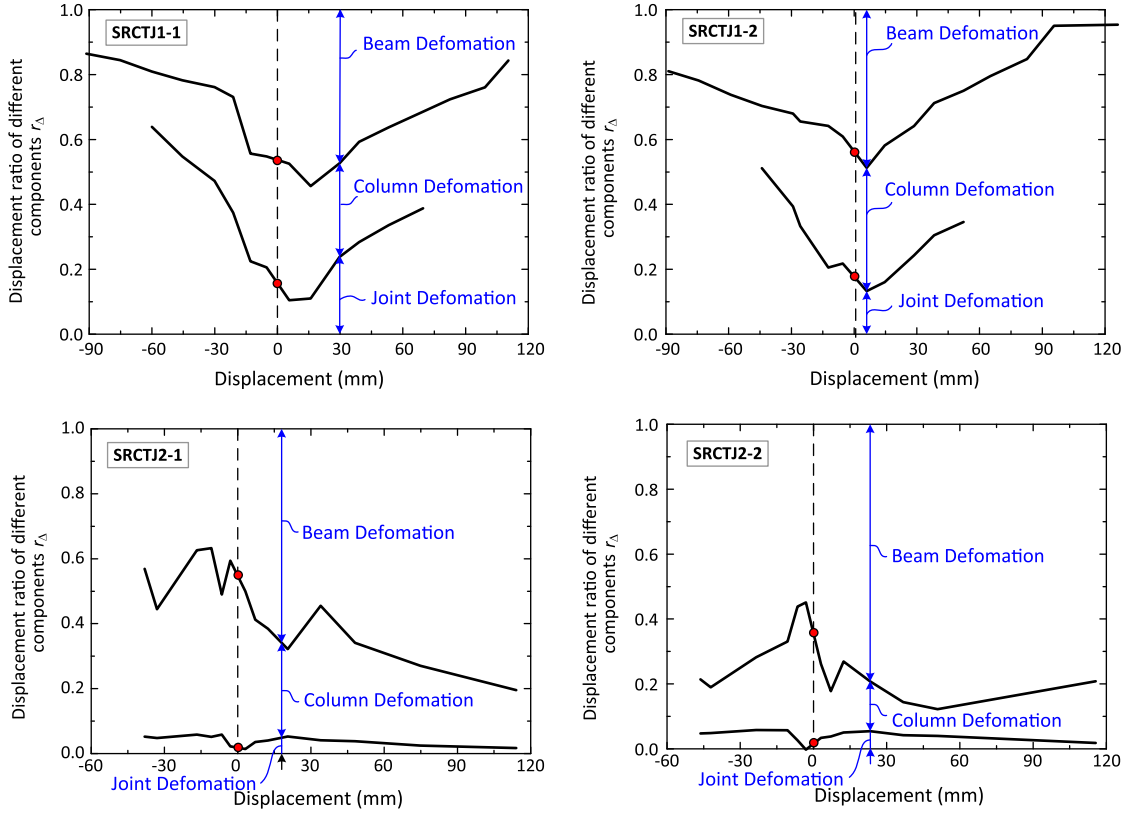 SRCTJ1-1
Displacement ratio of different
components r_Δ
1.0
0.8
0.6
0.4
0.2
0.0
Beam Defomation
Column Defomation
Joint Defomation
-90 -60 -30 0 30 60 90 120
Displacement (mm)
SRCTJ1-2
Displacement ratio of different
components r_Δ
1.0
0.8
0.6
0.4
0.2
0.0
Beam Defomation
Column Defomation
Joint Defomation
-90 -60 -30 0 30 60 90 120
Displacement (mm)
SRCTJ2-1
Displacement ratio of different
components r_Δ
1.0
0.8
0.6
0.4
0.2
0.0
Beam Defomation
Column Defomation
-60 -30 0 30 60 90 120
Joint Defomation
Displacement (mm)
SRCTJ2-2
Displacement ratio of different
components r_Δ
1.0
0.8
0.6
0.4
0.2
0.0
Beam Defomation
Column Defomation
-60 -30 0 30 60 90 120
Joint Defomation
Displacement (mm)